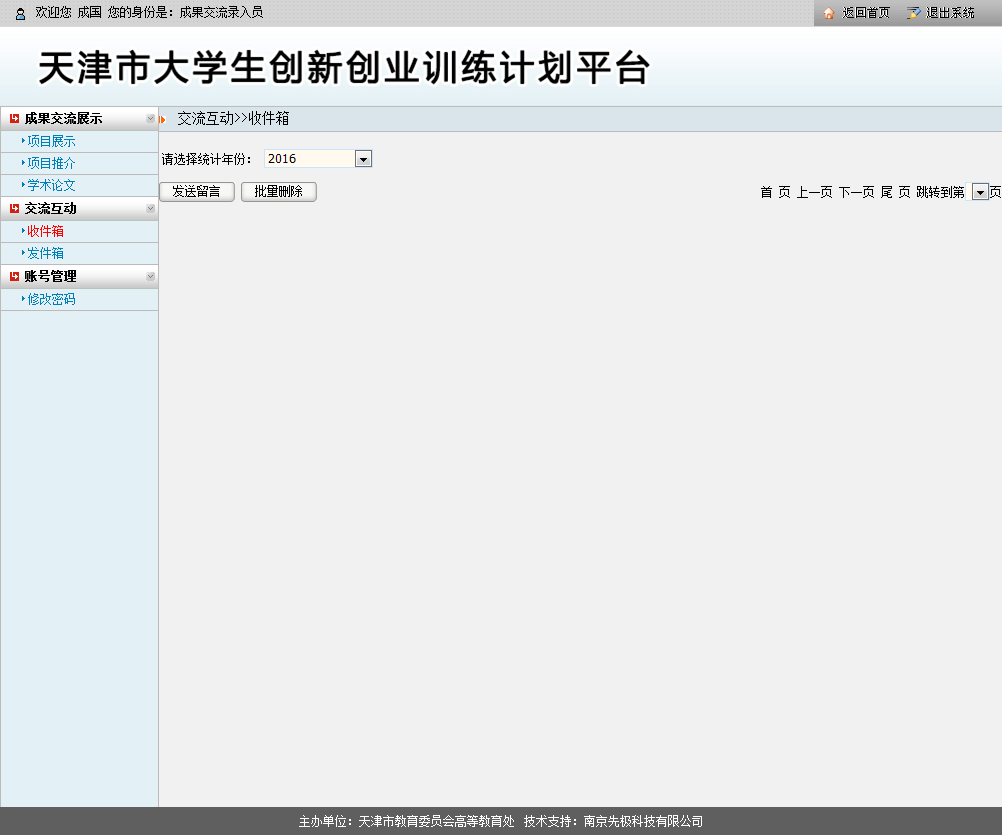 欢迎您 成国 您的身份是：成果交流录入员 返回首页 退出系统
天津市大学生创新创业训练计划平台
成果交流展示
项目展示
项目推介
学术论文
交流互动
收件箱
发件箱
账号管理
修改密码
交流互动>>收件箱
请选择统计年份： 2016
发送留言 批量删除 首 页 上一页 下一页 尾 页 跳转到第 页
主办单位：天津市教育委员会高等教育处 技术支持：南京先极科技有限公司